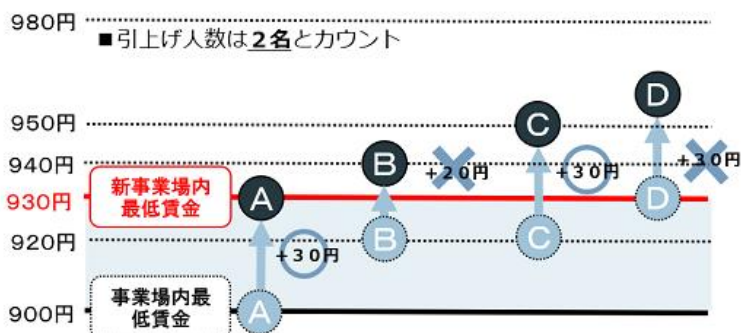 980円
■引上げ人数は2名とカウント
950円
940円
930円
920円
900円
新事業場内
最低賃金
事業場内最
低賃金
A
+30円
A
B
+20円
B
C
+30円
C
D
+30円
D